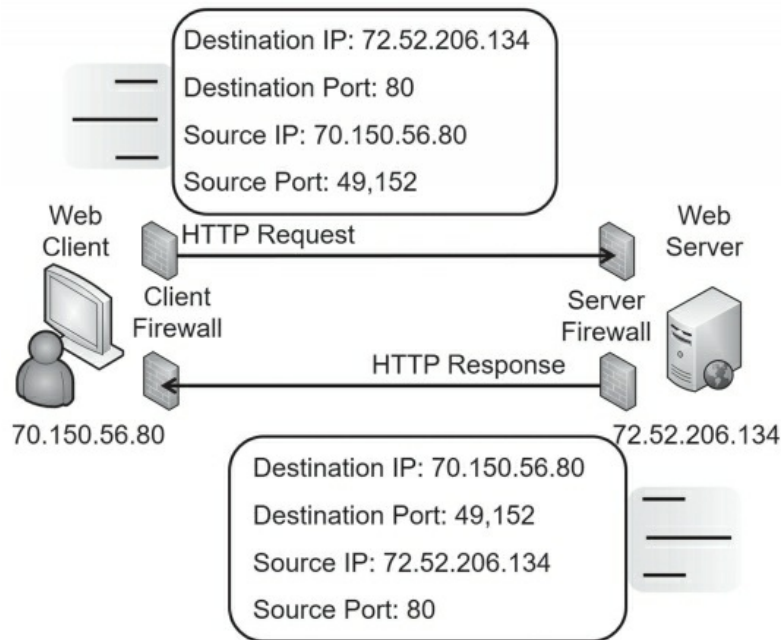 Destination IP: 72.52.206.134
Destination Port: 80
Source IP: 70.150.56.80
Source Port: 49,152
Web
Client
HTTP Request
Web
Server
Client
Firewall
Server
Firewall
HTTP Response
70.150.56.80
72.52.206.134
Destination IP: 70.150.56.80
Destination Port: 49,152
Source IP: 72.52.206.134
Source Port: 80